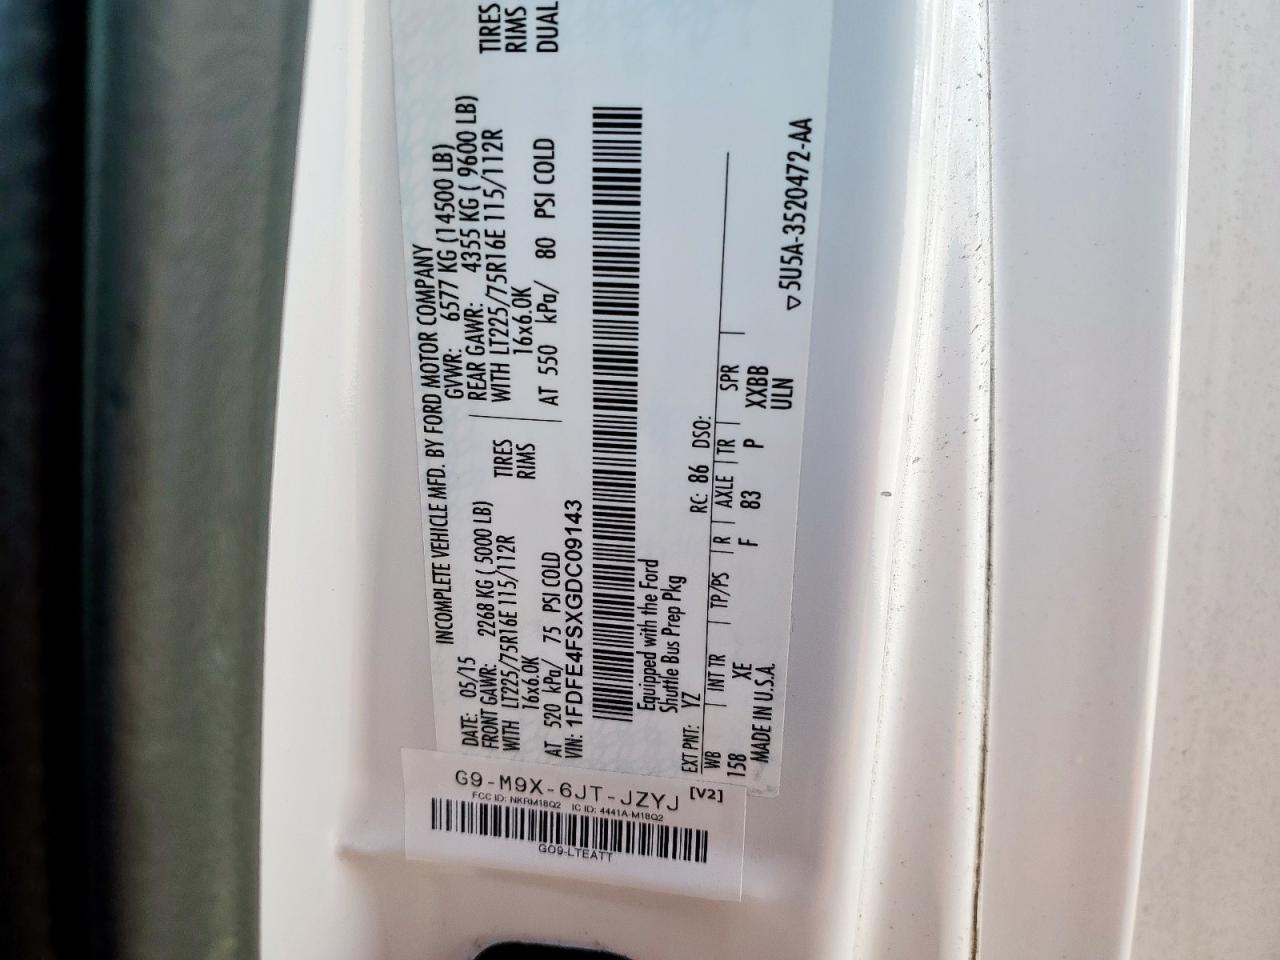 INCOMPLETE VEHICLE MFD. BY FORD MOTOR COMPANY
DATE: 05/15 GVWR: 6577 KG (14500 LB)
FRONT GAWR: 2268 KG ( 5000 LB) REAR GAWR: 4355 KG ( 9600 LB)
WITH LT225/75R16E 115/112R TIRES WITH LT225/75R16E 115/112R TIRES
16x6.0K RIMS 16x6.0K RIMS
AT 520 kPa/ 75 PSI COLD AT 550 kPa/ 80 PSI COLD DUAL
VIN: 1FDFE4FSXGDC09143
Equipped with the Ford
Shuttle Bus Prep Pkg
EXT PNT: YZ RC: 86 DSO:
WB INT TR TP/PS R AXLE TR SPR
158 XE F 83 P XXBB
MADE IN U.S.A. ULN
▽5U5A-3520472-AA
G9-M9X-6JT-JZYJ [V2]
FCC ID: NKRM18Q2 IC ID: 4441A-M18Q2
GO9-LTEATT